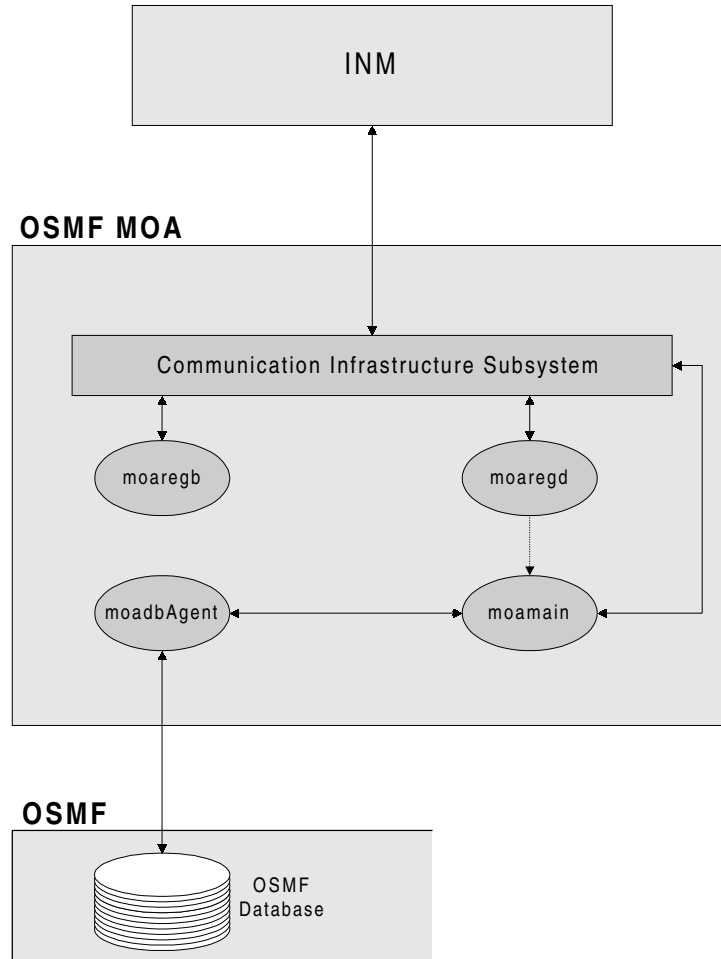 INM
OSMF MOA
Communication Infrastructure Subsystem
moaregb
moaregd
moadbAgent
moamain
OSMF
OSMF
Database